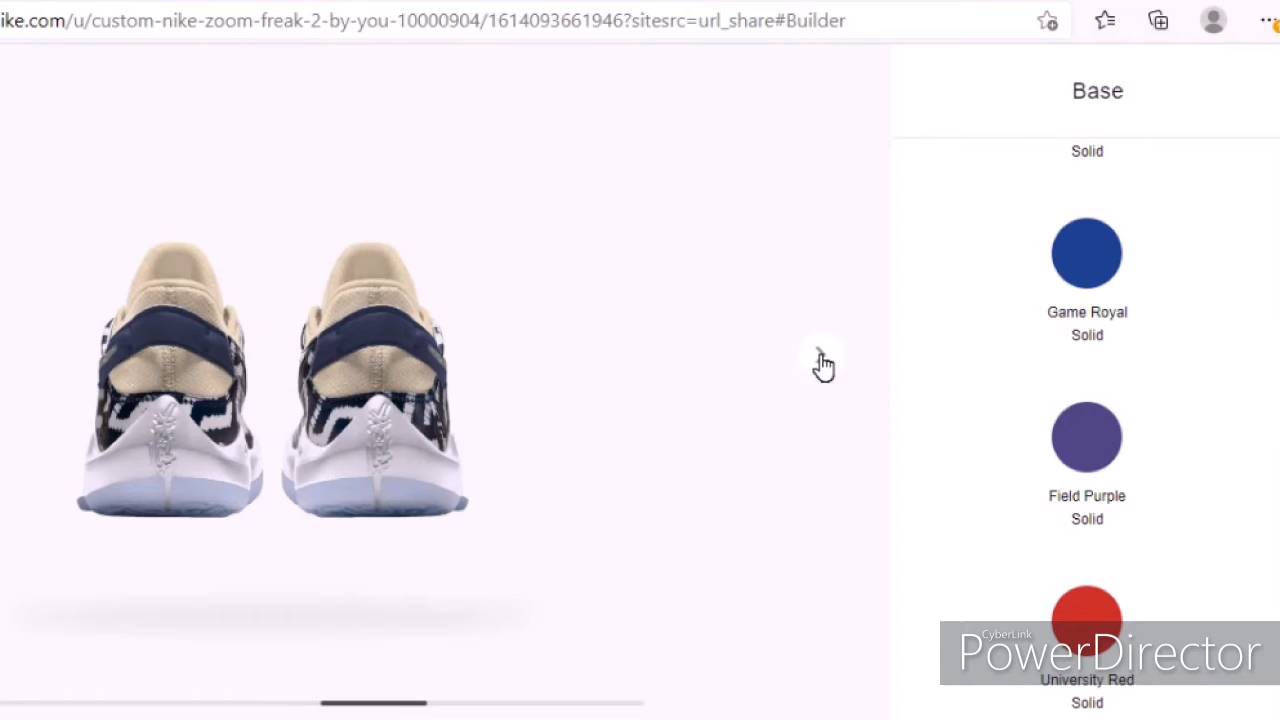 ike.com/u/custom-nike-zoom-freak-2-by-you-10000904/1614093661946?sitesrc=url_share#Builder
Base
Solid
Game Royal
Solid
Field Purple
Solid
CyberLink
PowerDirector
University Red
Solid